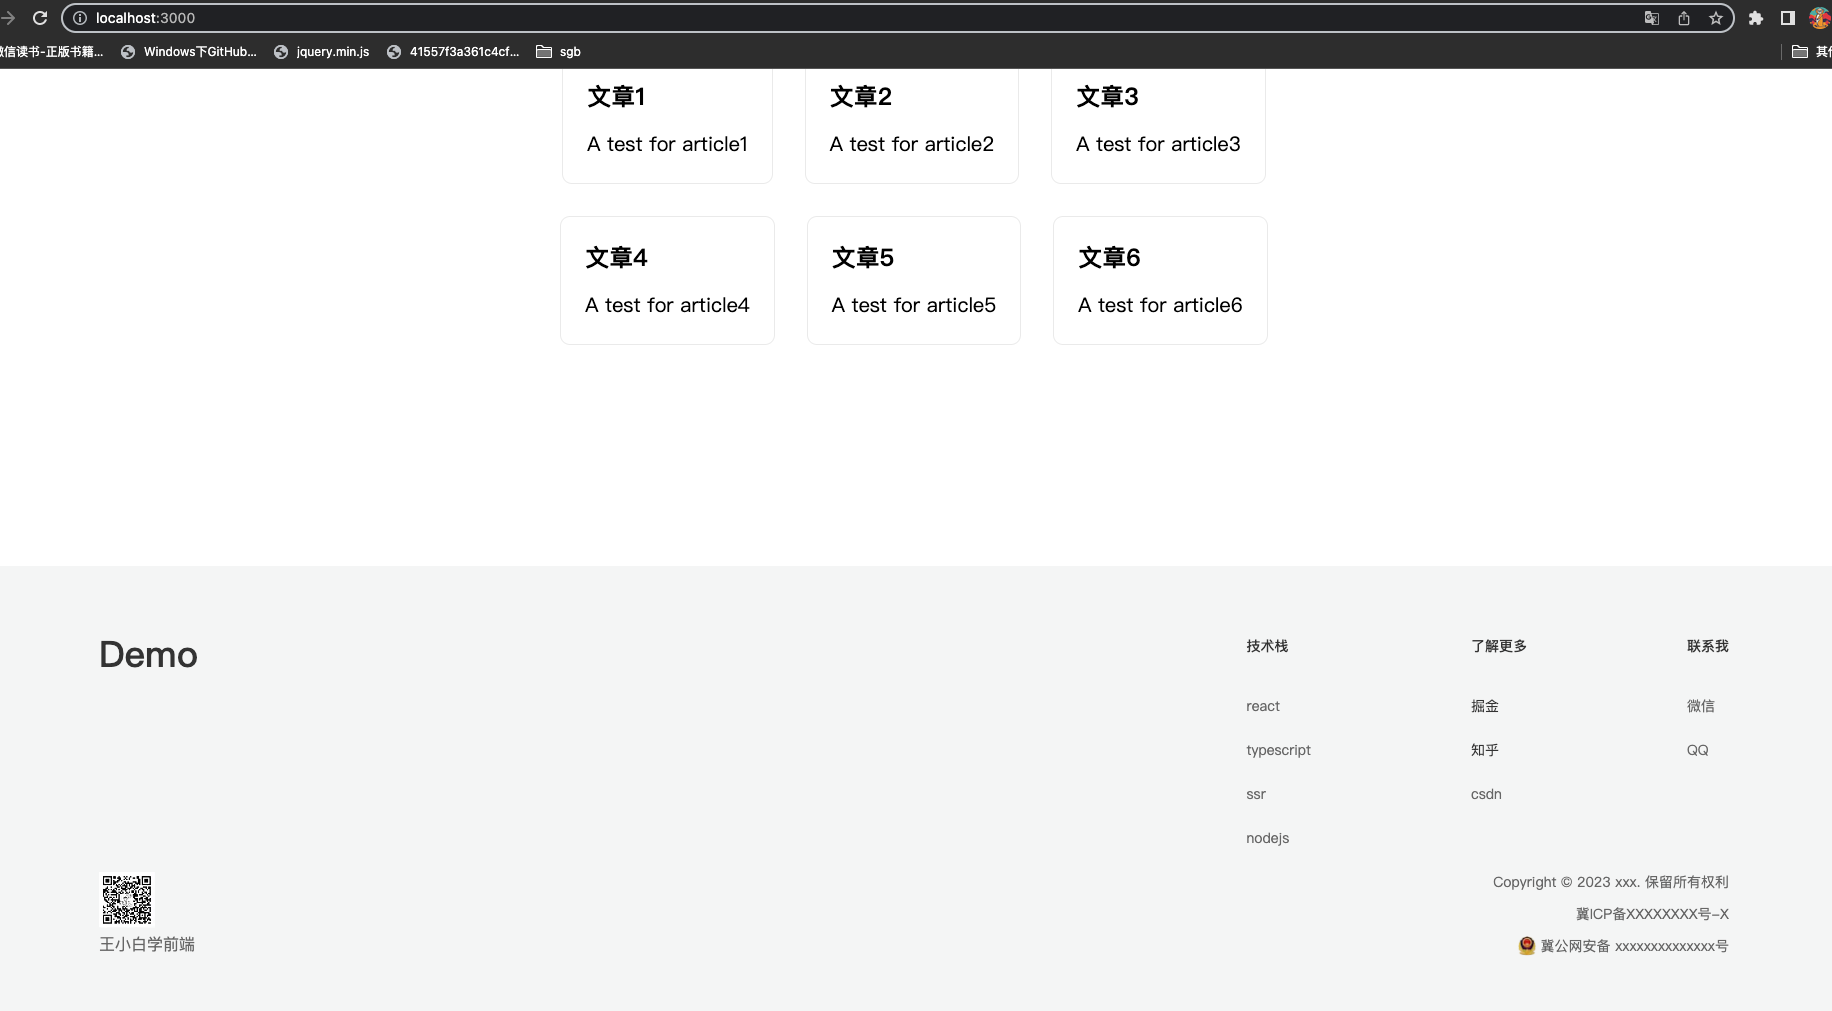 localhost:3000
微信读书-正版书籍... Windows下GitHub... jquery.min.js 41557f3a361c4cf... sgb
文章1 文章2 文章3
A test for article1 A test for article2 A test for article3
文章4 文章5 文章6
A test for article4 A test for article5 A test for article6
Demo
技术栈 了解更多 联系我
react 掘金 微信
typescript 知乎 QQ
ssr csdn
nodejs
Copyright © 2023 xxx. 保留所有权利
冀ICP备XXXXXXXX号-X
王小白学前端
冀公网安备 xxxxxxxxxxxxxx号